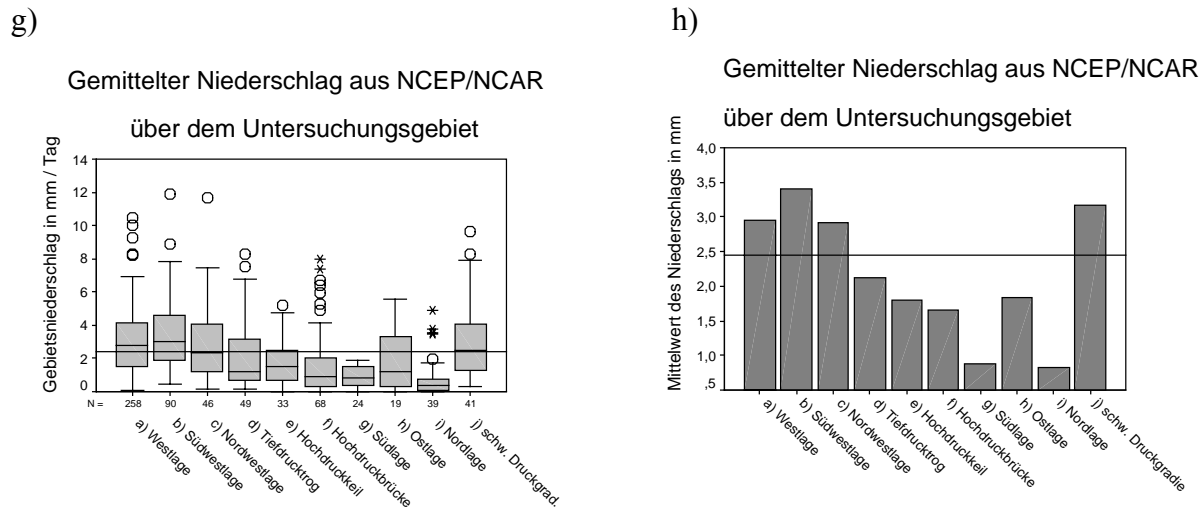 g)
Gemittelter Niederschlag aus NCEP/NCAR
über dem Untersuchungsgebiet
Gebietsniederschlag in mm / Tag
14
12
10
8
6
4
2
0
N =
258
90
46
49
33
68
24
19
39
41
a) Westlage
b) Südwestlage
c) Nordwestlage
d) Tiefdrucktrog
e) Hochdruckkeil
f) Hochdruckbrücke
g) Südlage
h) Ostlage
i) Nordlage
j) schw. Druckgrad.
h)
Gemittelter Niederschlag aus NCEP/NCAR
über dem Untersuchungsgebiet
Mittelwert des Niederschlags in mm
4,0
3,5
3,0
2,5
2,0
1,5
1,0
,5
a) Westlage
b) Südwestlage
c) Nordwestlage
d) Tiefdrucktrog
e) Hochdruckkeil
f) Hochdruckbrücke
g) Südlage
h) Ostlage
i) Nordlage
j) schw. Druckgradie